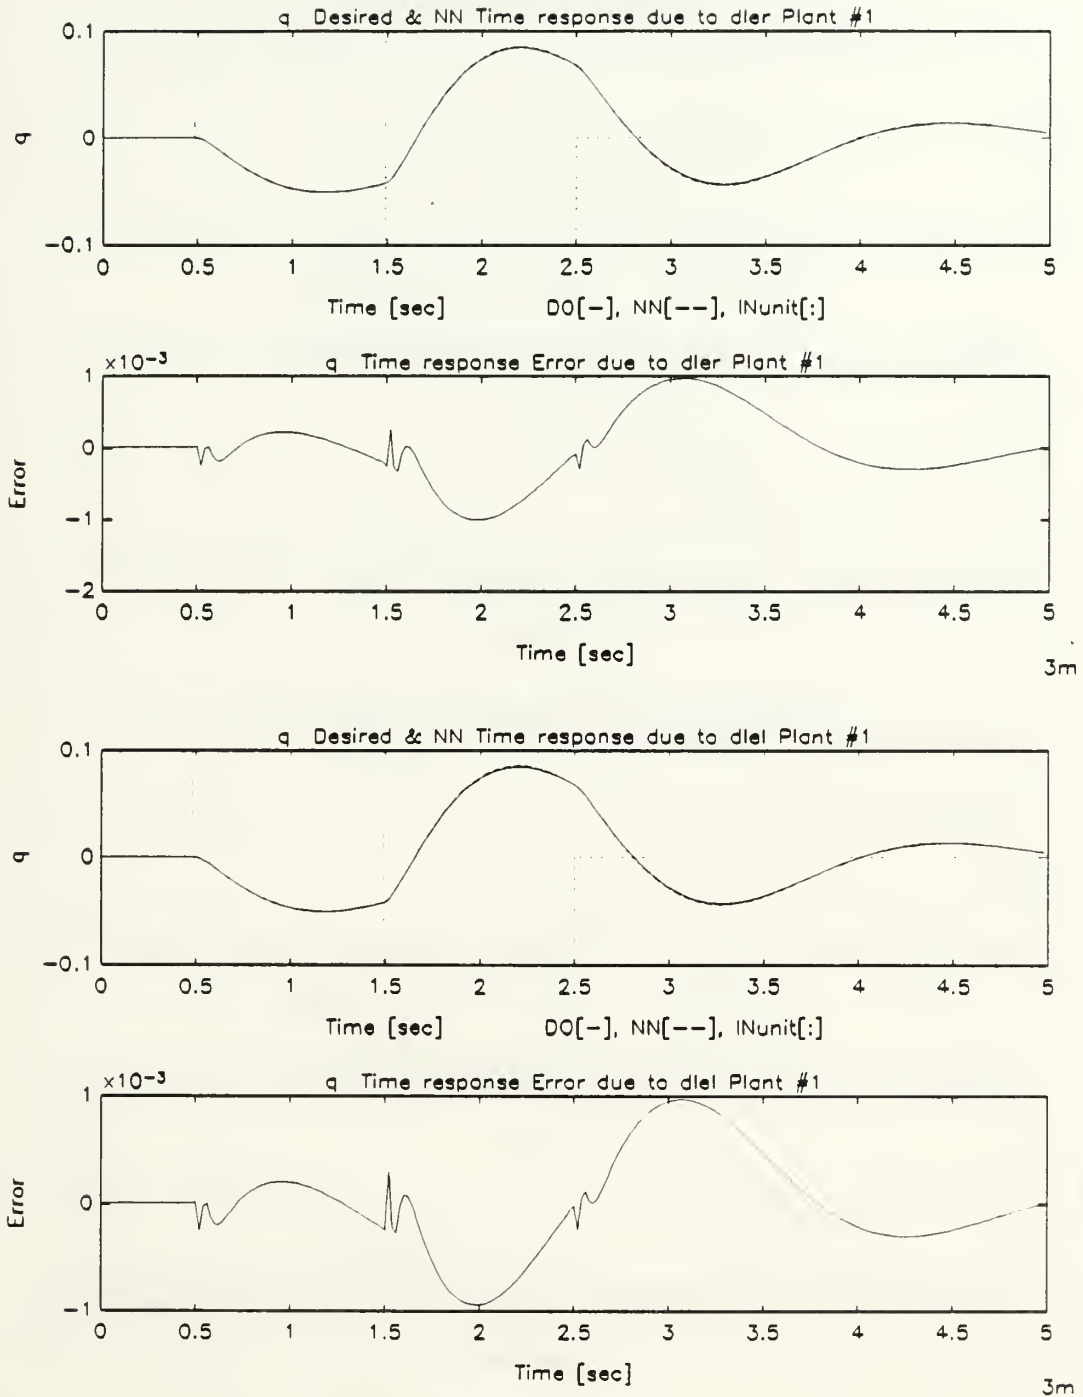 q Desired & NN Time response due to dler Plant #1
0.1
q
0
-0.1
0 0.5 1 1.5 2 2.5 3 3.5 4 4.5 5
Time [sec] DO[-], NN[--], INunit[:]
×10-3 q Time response Error due to dler Plant #1
1
0
Error
-1
-2
0 0.5 1 1.5 2 2.5 3 3.5 4 4.5 5
Time [sec]
3m
q Desired & NN Time response due to dlel Plant #1
0.1
q
0
-0.1
0 0.5 1 1.5 2 2.5 3 3.5 4 4.5 5
Time [sec] DO[-], NN[--], INunit[:]
×10-3 q Time response Error due to dlel Plant #1
1
Error
0
-1
0 0.5 1 1.5 2 2.5 3 3.5 4 4.5 5
Time [sec]
3m